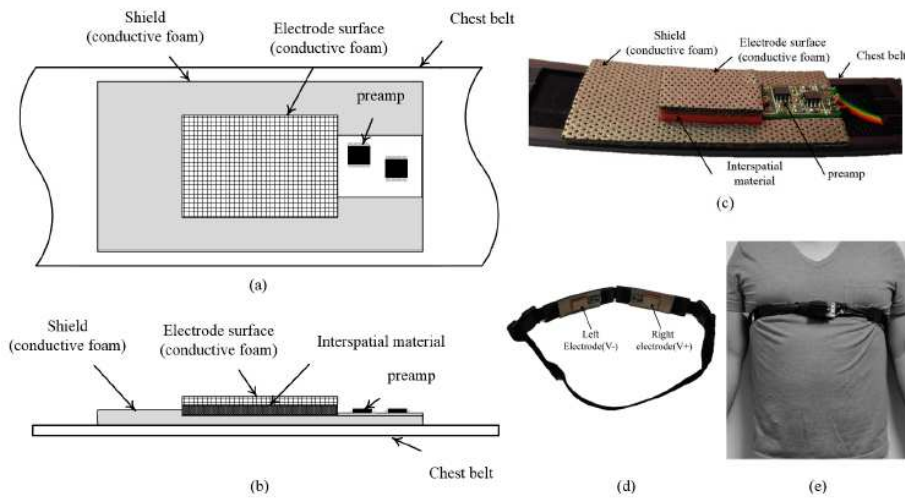 Shield
(conductive foam)
Electrode surface
(conductive foam)
Chest belt
preamp
(a)
Shield
(conductive foam)
Electrode surface
(conductive foam)
Interspatial material
preamp
Chest belt
(b)
Shield
(conductive foam)
Electrode surface
(conductive foam)
Chest belt
Interspatial
material
preamp
(c)
Left
Electrode(V-)
Right
electrode(V+)
(d)
(e)